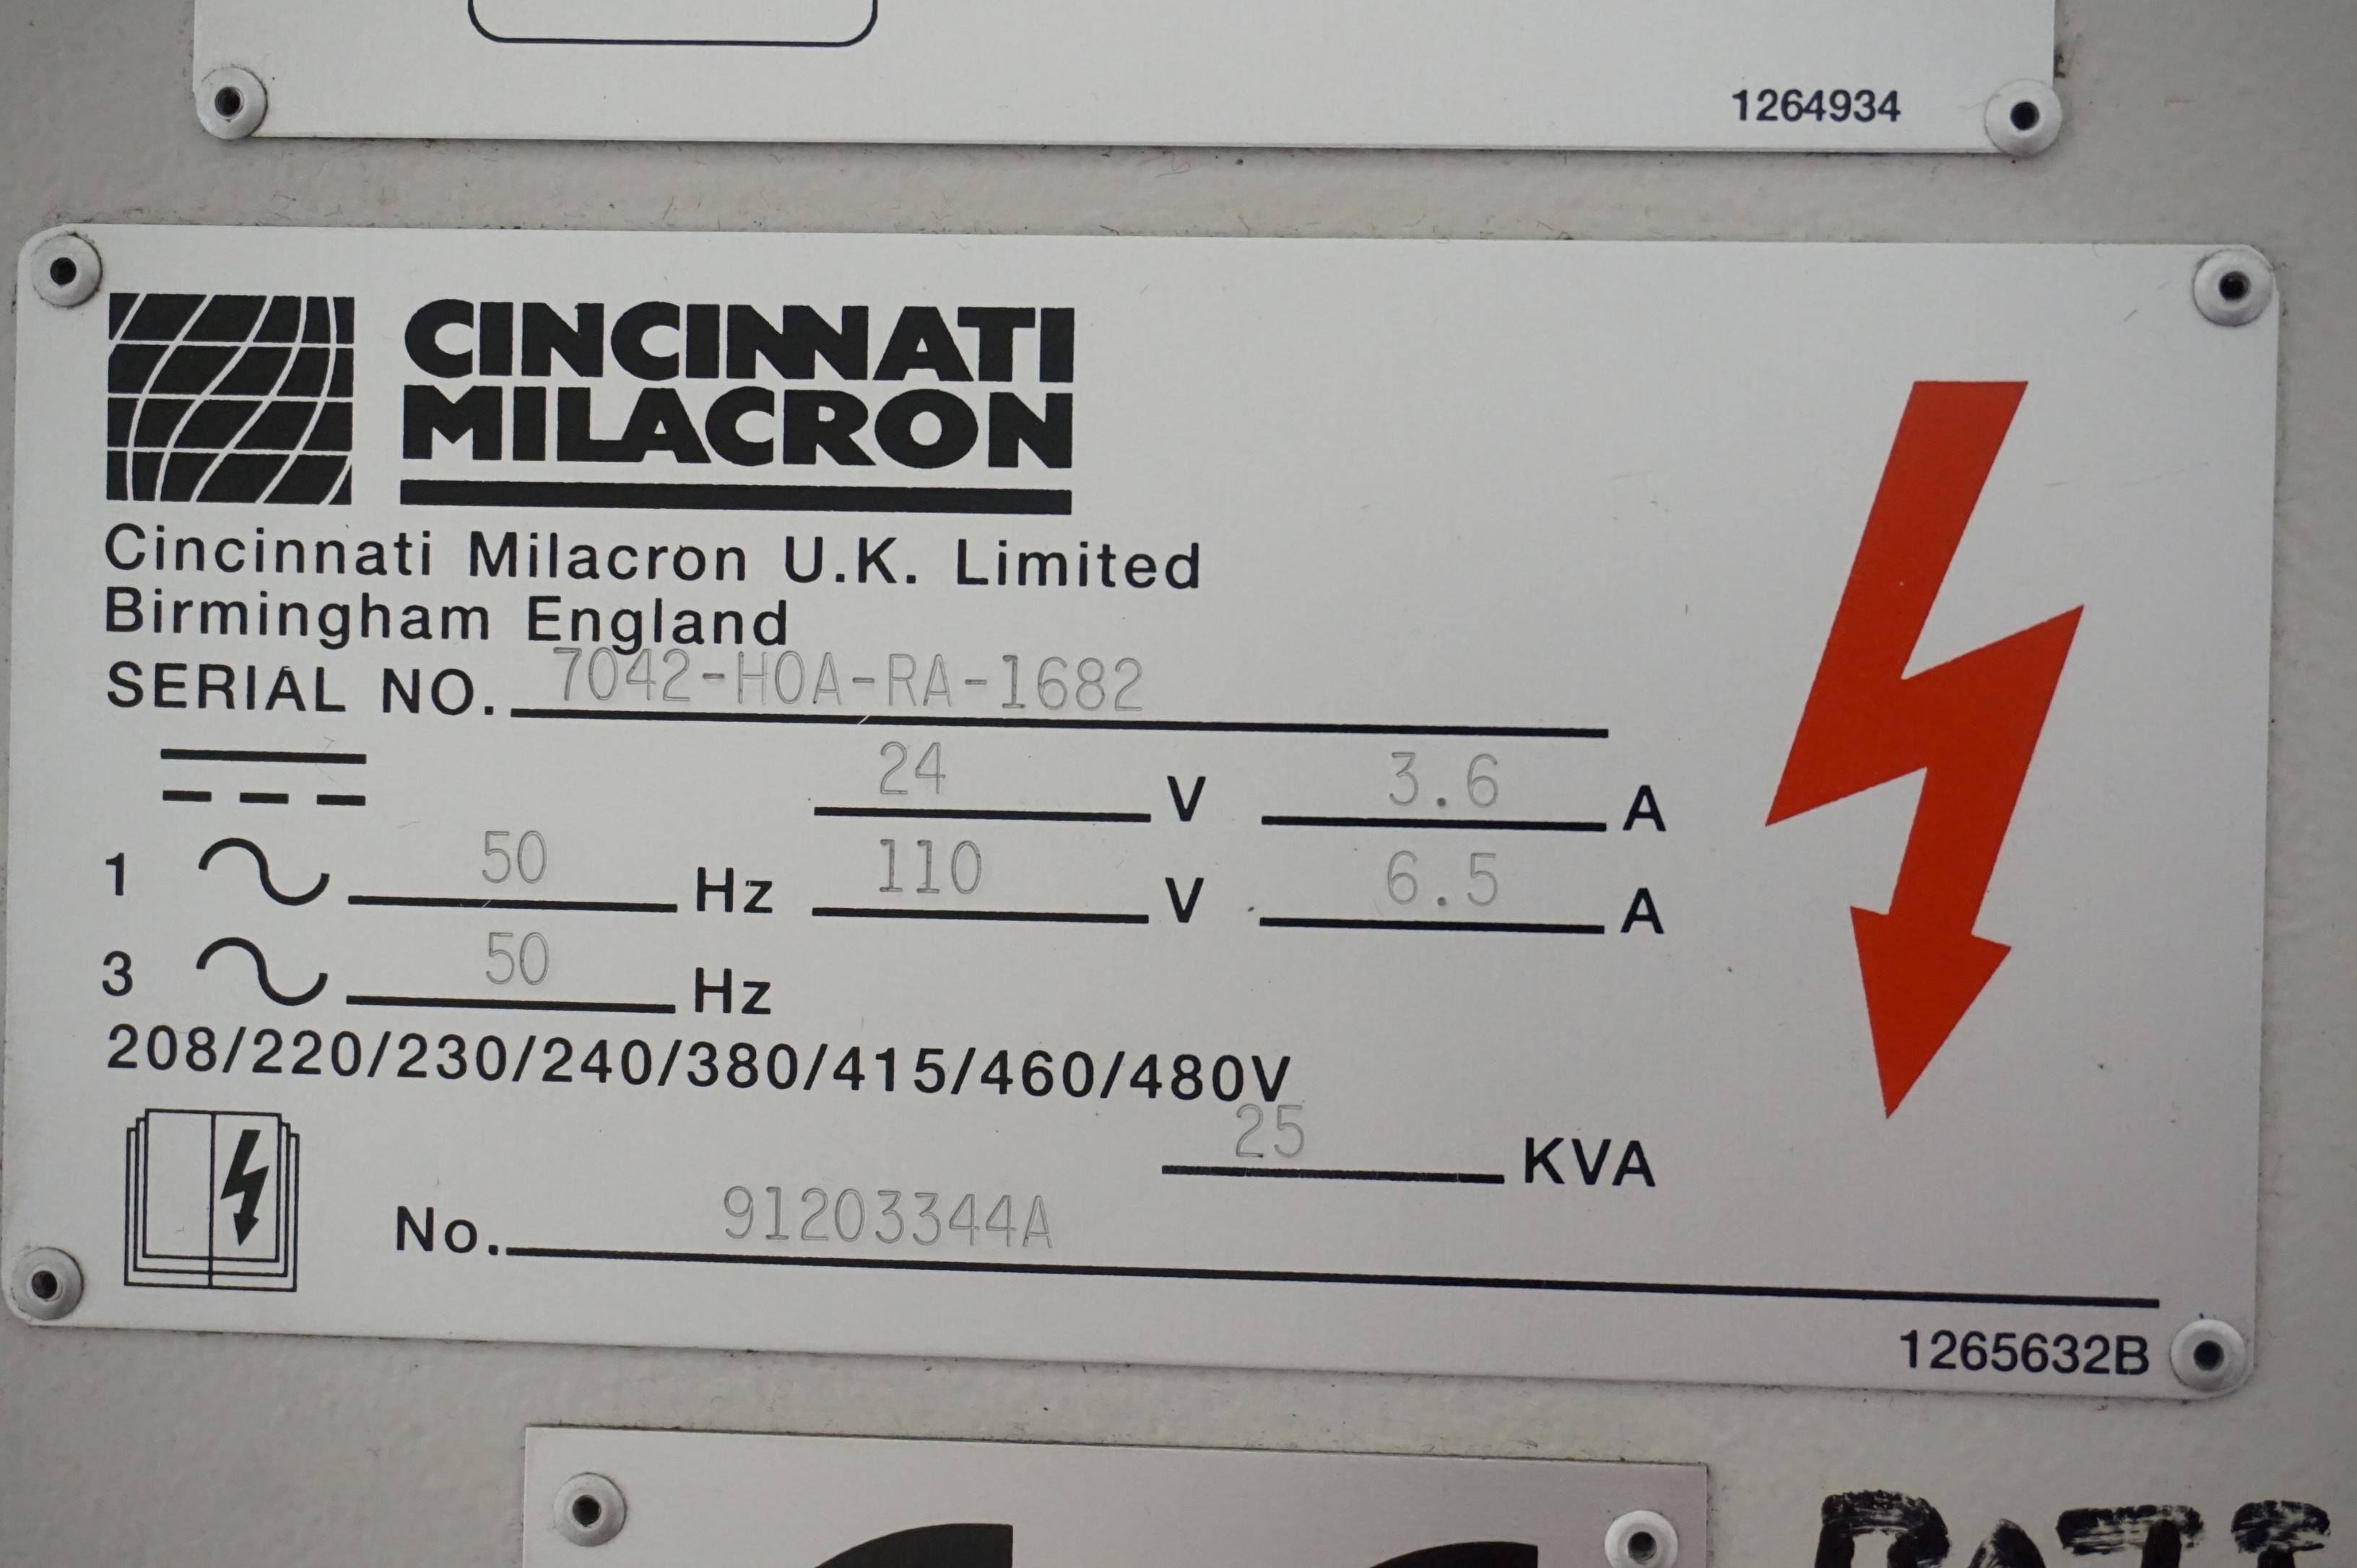 1264934
CINCINNATI
MILACRON
Cincinnati Milacron U.K. Limited
Birmingham England
SERIAL NO. 7042-HOA-RA-1682
24 V 3.6 A
1 50 Hz 110 V 6.5 A
3 50 Hz
208/220/230/240/380/415/460/480V
25 KVA
No. 91203344A
1265632B